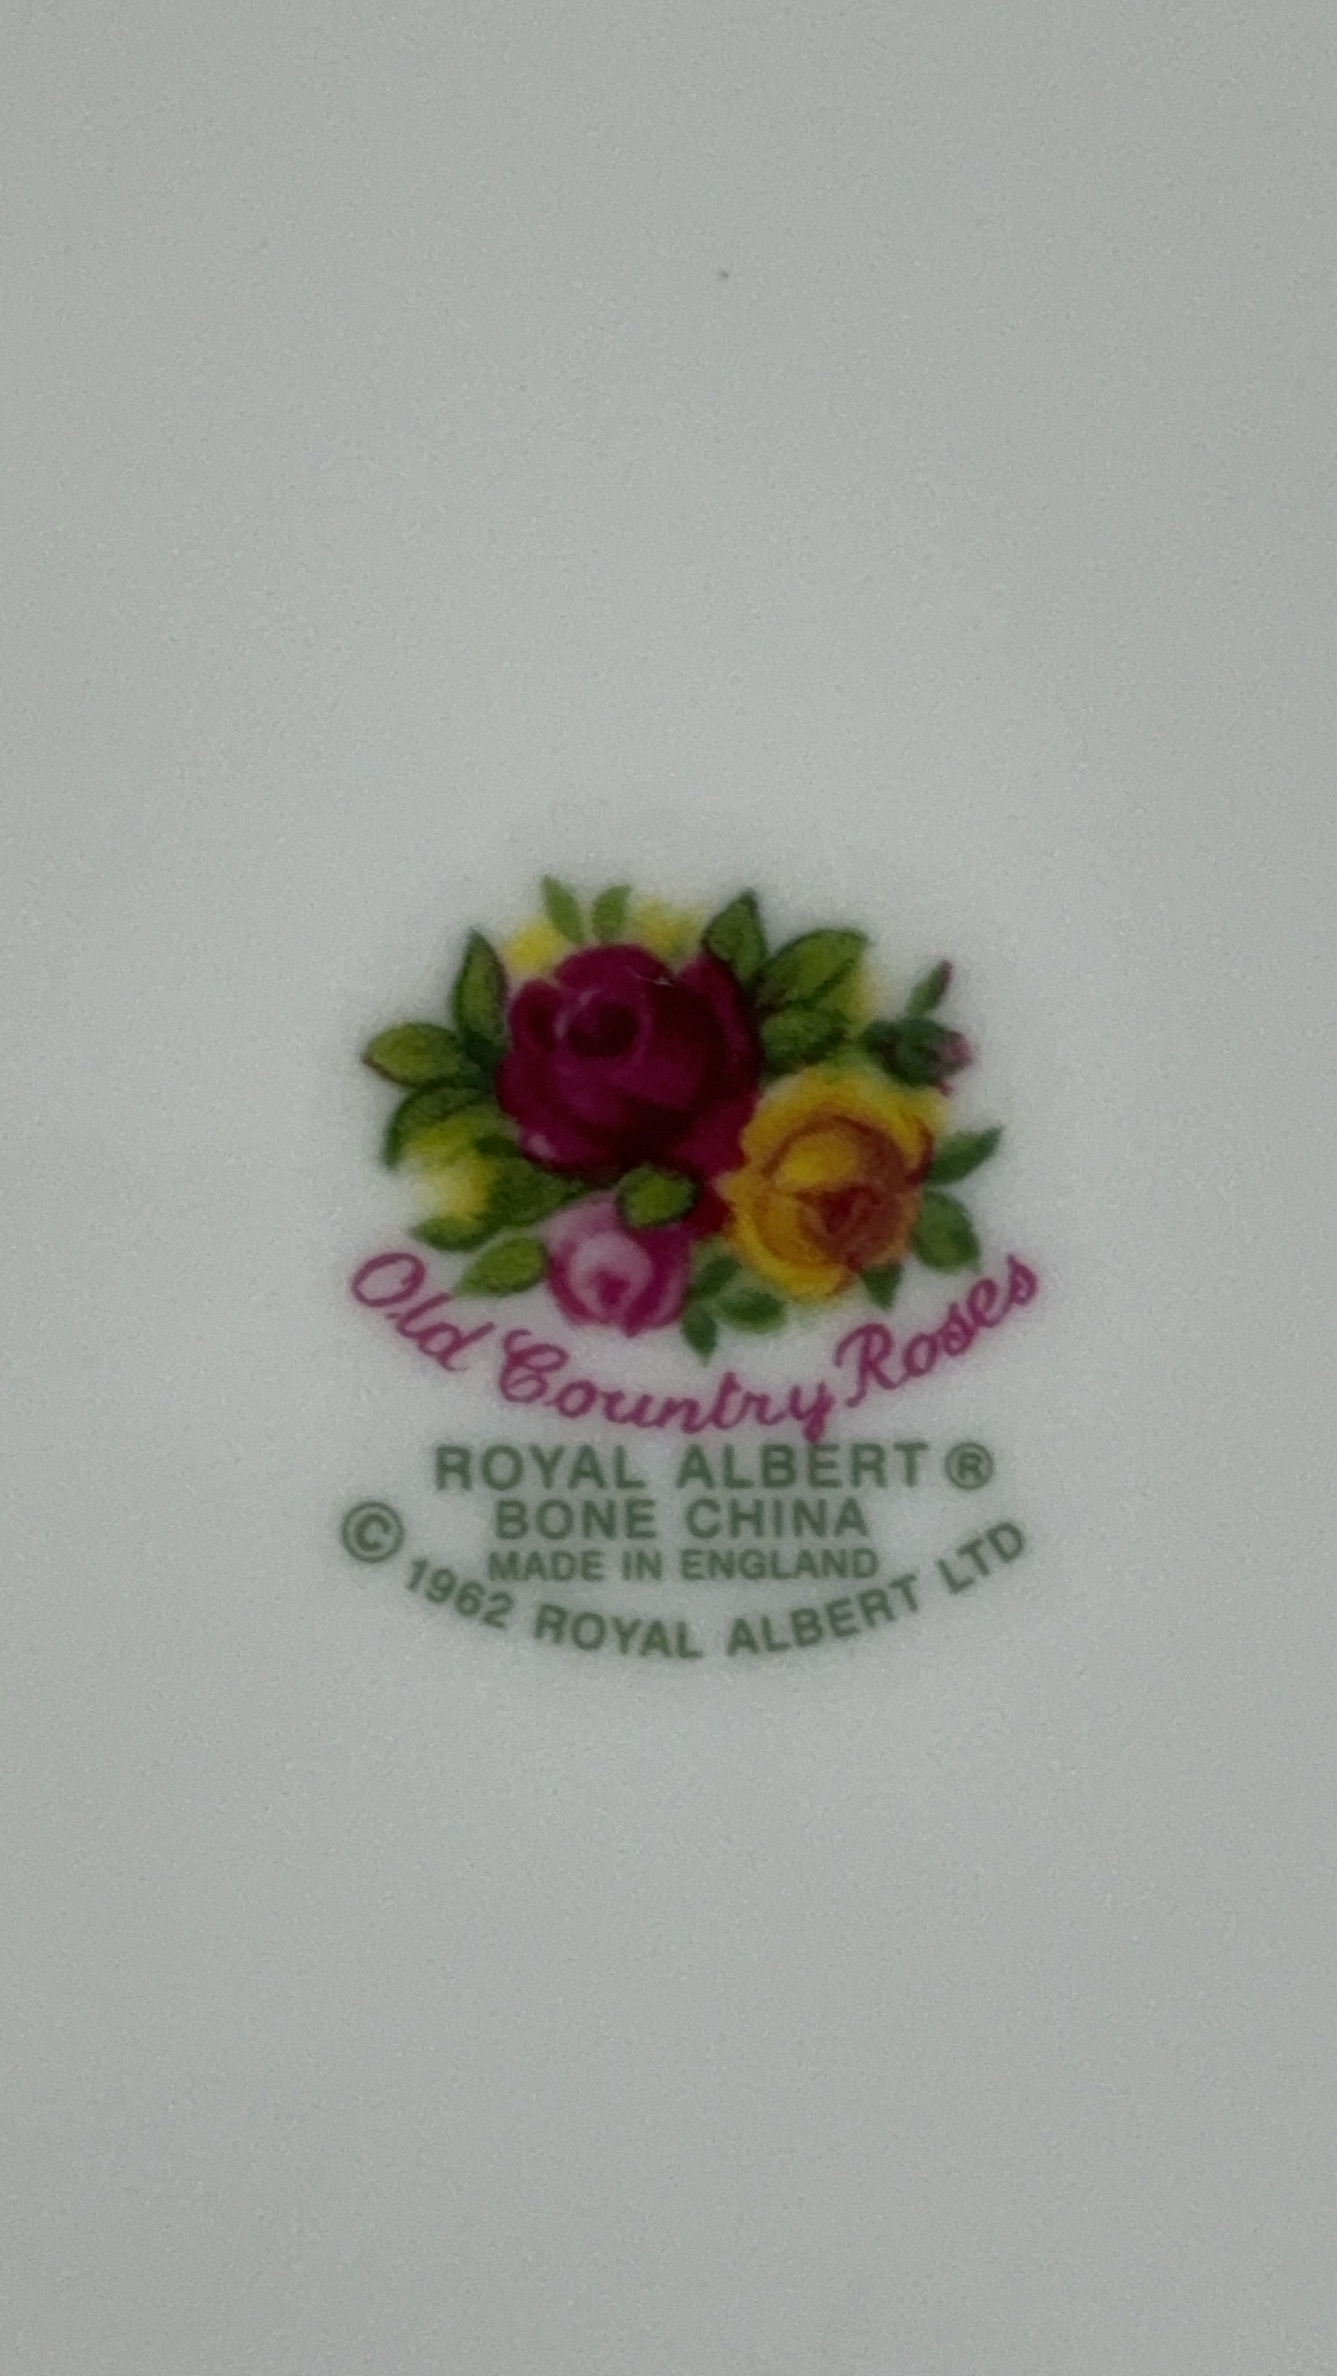 Old Country Roses
ROYAL ALBERT ®
BONE CHINA
MADE IN ENGLAND
© 1962 ROYAL ALBERT LTD